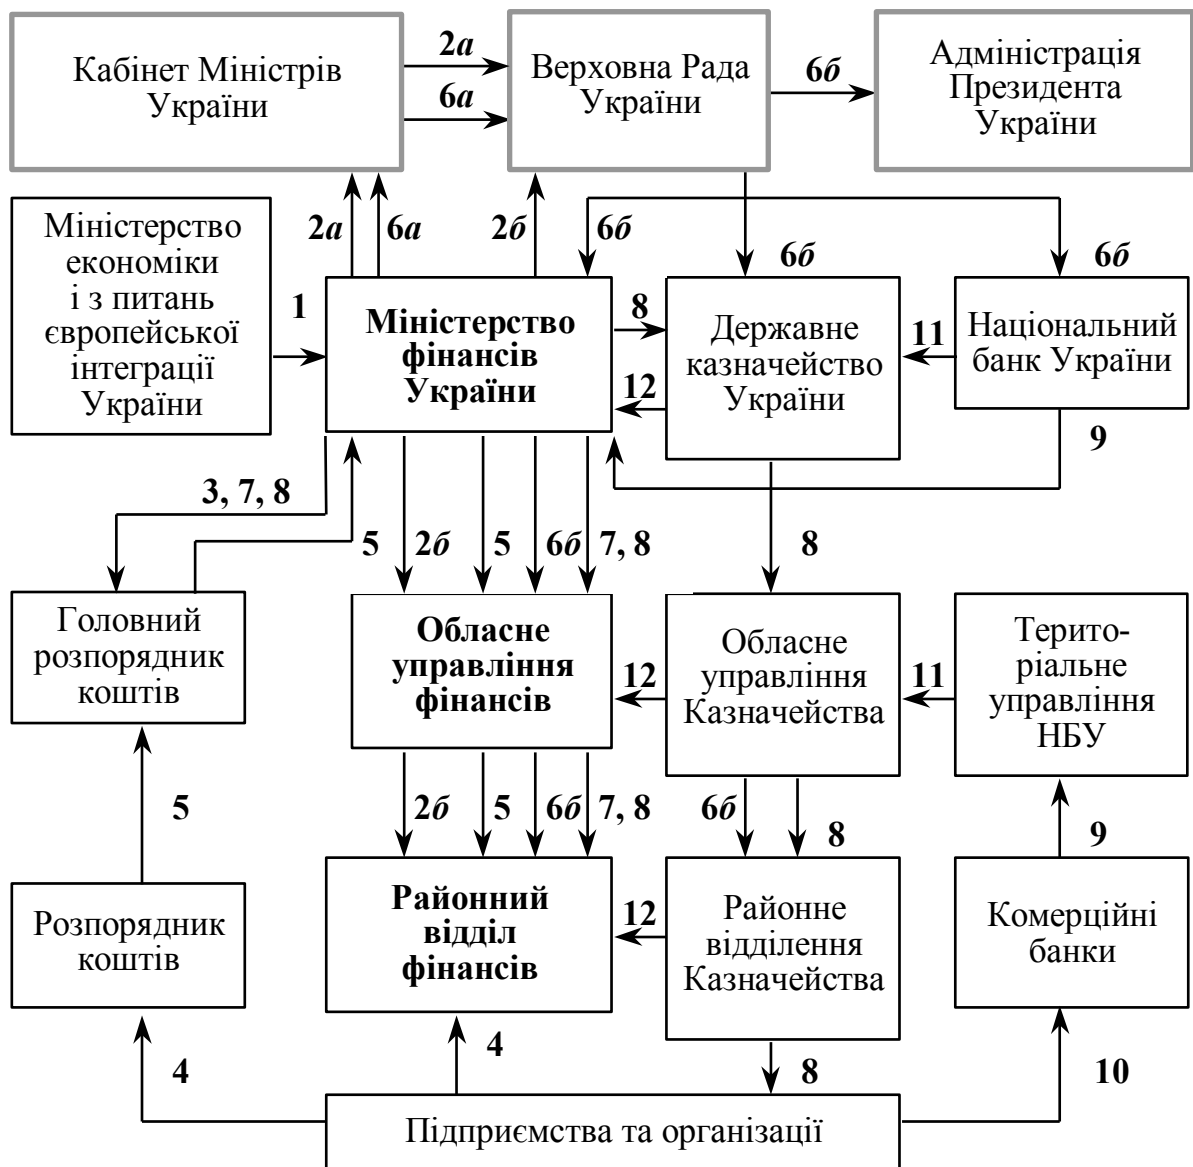 Кабінет Міністрів
України
2а
6а
Верховна Рада
України
6б
Адміністрація
Президента
України
Міністерство
економіки
і з питань
європейської
інтеграції
України
1
2а
6а
2б
6б
6б
6б
Міністерство
фінансів
України
8
12
Державне
казначейство
України
11
Національний
банк України
9
3, 7, 8
5
2б
5
6б
7, 8
8
Головний
розпорядник
коштів
Обласне
управління
фінансів
12
Обласне
управління
Казначейства
11
Терито-
ріальне
управління
НБУ
5
2б
5
6б
7, 8
6б
8
9
Розпорядник
коштів
Районний
відділ
фінансів
12
Районне
відділення
Казначейства
Комерційні
банки
4
4
8
10
Підприємства та організації